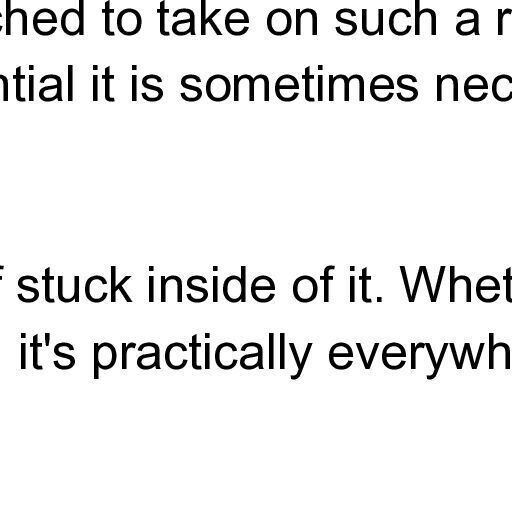 ched to take on such a r
ntial it is sometimes nec
f stuck inside of it. Whet
it's practically everywh